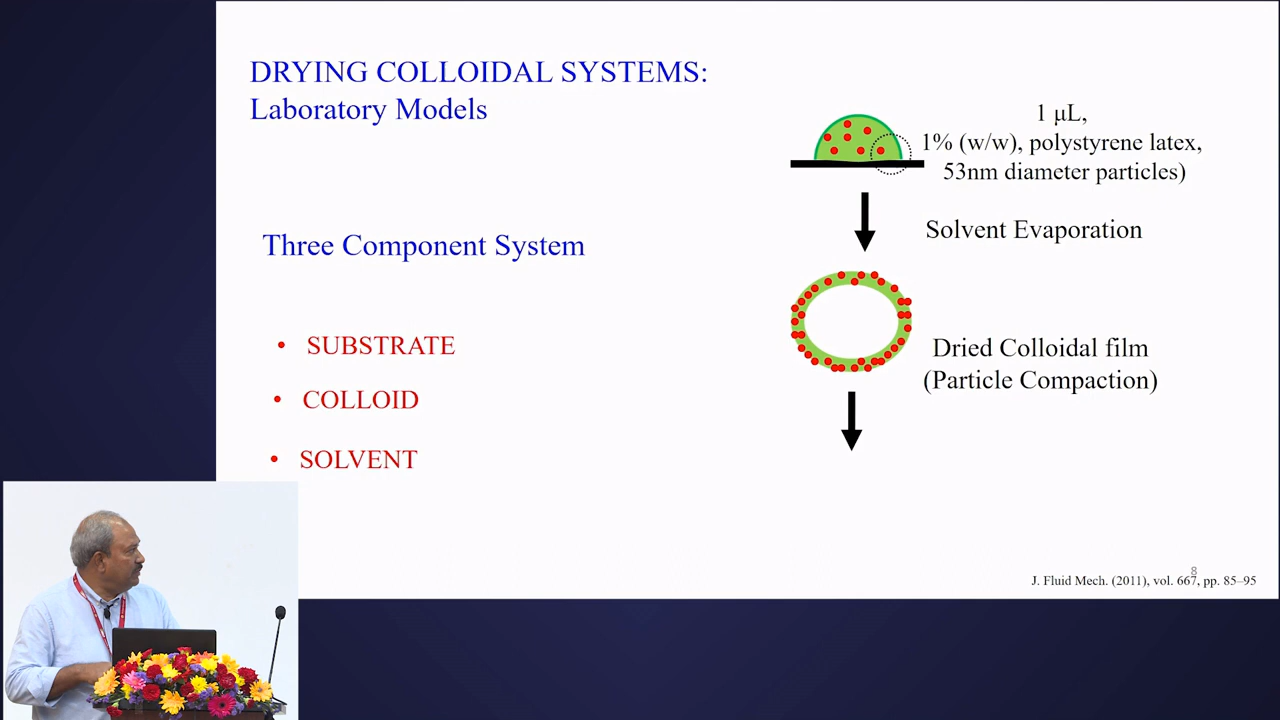 DRYING COLLOIDAL SYSTEMS:
Laboratory Models
1 μL,
1% (w/w), polystyrene latex,
53nm diameter particles)
Solvent Evaporation
Three Component System
• SUBSTRATE
• COLLOID
• SOLVENT
Dried Colloidal film
(Particle Compaction)
8
J. Fluid Mech. (2011), vol. 667, pp. 85–95